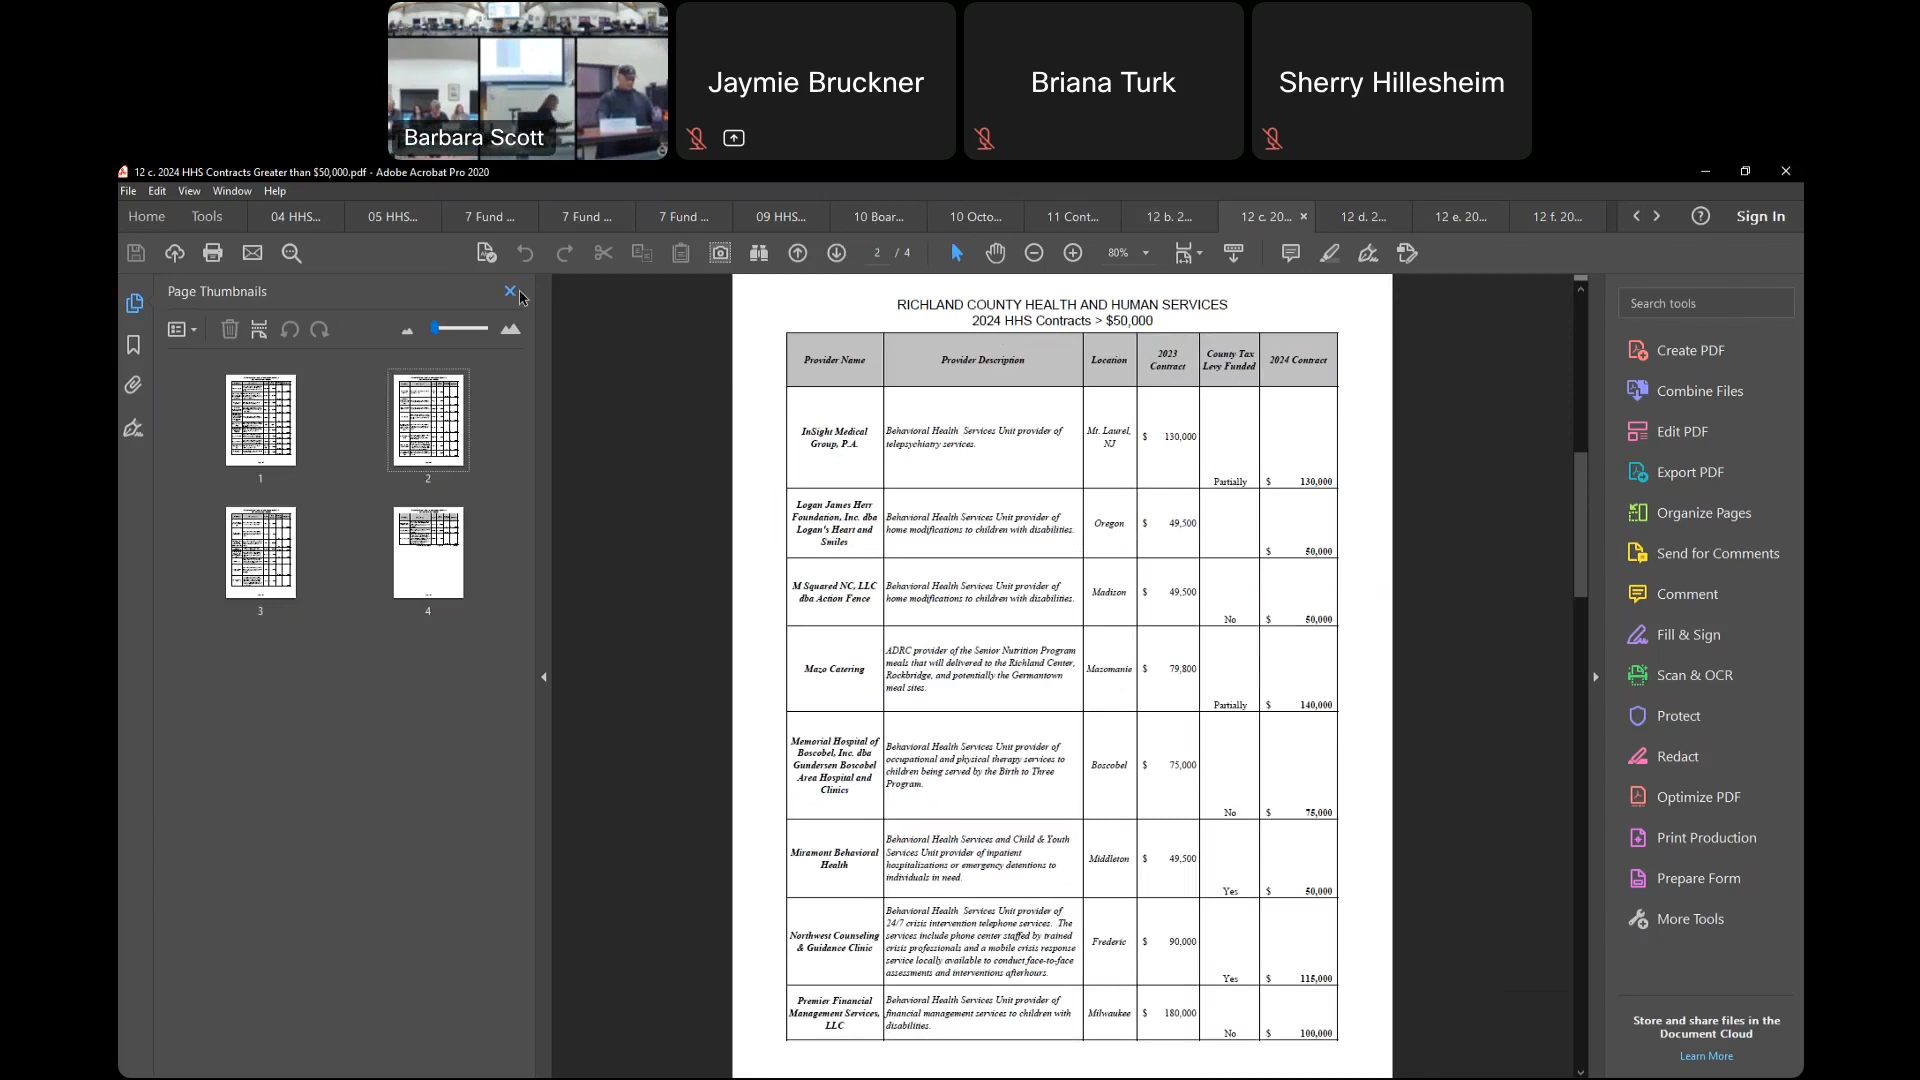 Barbara Scott
Jaymie Bruckner
Briana Turk
Sherry Hillesheim
12 c. 2024 HHS Contracts Greater than $50,000.pdf - Adobe Acrobat Pro 2020
File Edit View Window Help
Home Tools 04 HHS... 05 HHS... 7 Fund ... 7 Fund ... 7 Fund ... 09 HHS... 10 Boar... 10 Octo... 11 Cont... 12 b. 2... 12 c. 20... 12 d. 2... 12 e. 20... 12 f. 20... Sign In
2 / 4 80%
Page Thumbnails
1
2
3
4
RICHLAND COUNTY HEALTH AND HUMAN SERVICES
2024 HHS Contracts > $50,000
Provider Name Provider Description Location 2023 Contract County Tax Levy Funded 2024 Contract
InSight Medical Group, P.A. Behavioral Health Services Unit provider of telepsychiatry services. Mt. Laurel, NJ $ 130,000 Partially $ 130,000
Logan James Herr Foundation, Inc. dba Logan's Heart and Smiles Behavioral Health Services Unit provider of home modifications to children with disabilities. Oregon $ 49,500 $ 50,000
M Squared NC, LLC dba Action Fence Behavioral Health Services Unit provider of home modifications to children with disabilities. Madison $ 49,500 No $ 50,000
Mazo Catering ADRC provider of the Senior Nutrition Program meals that will delivered to the Richland Center, Rockbridge, and potentially the Germantown meal sites. Mazomanie $ 79,800 Partially $ 140,000
Memorial Hospital of Boscobel, Inc. dba Gundersen Boscobel Area Hospital and Clinics Behavioral Health Services Unit provider of occupational and physical therapy services to children being served by the Birth to Three Program. Boscobel $ 75,000 No $ 75,000
Miramont Behavioral Health Behavioral Health Services and Child & Youth Services Unit provider of inpatient hospitalizations or emergency detentions to individuals in need. Middleton $ 49,500 Yes $ 50,000
Northwest Counseling & Guidance Clinic Behavioral Health Services Unit provider of 24/7 crisis intervention telephone services. The services include phone center staffed by trained crisis professionals and a mobile crisis response service locally available to conduct face-to-face assessments and interventions afterhours. Frederic $ 90,000 Yes $ 115,000
Premier Financial Management Services, LLC Behavioral Health Services Unit provider of financial management services to children with disabilities. Milwaukee $ 180,000 No $ 100,000
Search tools
Create PDF
Combine Files
Edit PDF
Export PDF
Organize Pages
Send for Comments
Comment
Fill & Sign
Scan & OCR
Protect
Redact
Optimize PDF
Print Production
Prepare Form
More Tools
Store and share files in the
Document Cloud
Learn More